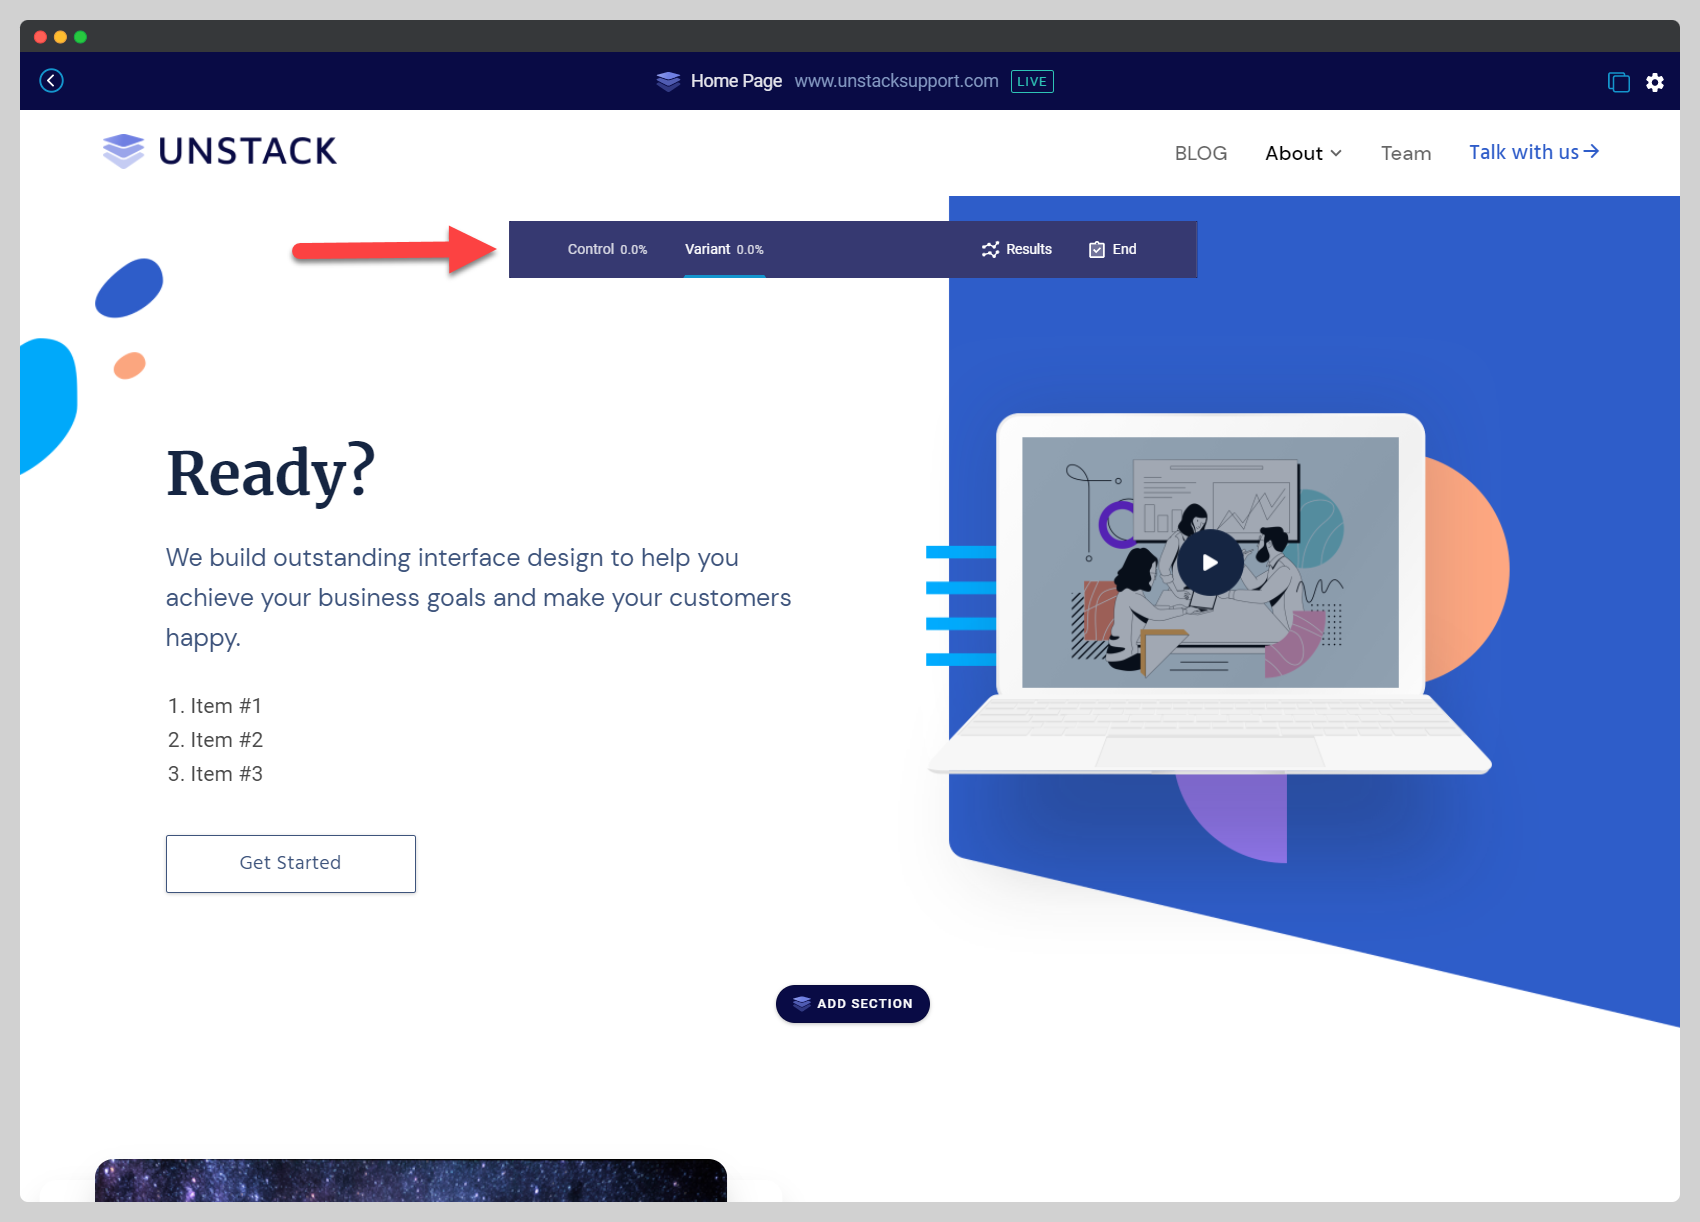 Home Page www.unstacksupport.com LIVE
UNSTACK
BLOG About Team Talk with us
Control 0.0% Variant 0.0% Results End
Ready?
We build outstanding interface design to help you
achieve your business goals and make your customers
happy.
1. Item #1
2. Item #2
3. Item #3
Get Started
ADD SECTION